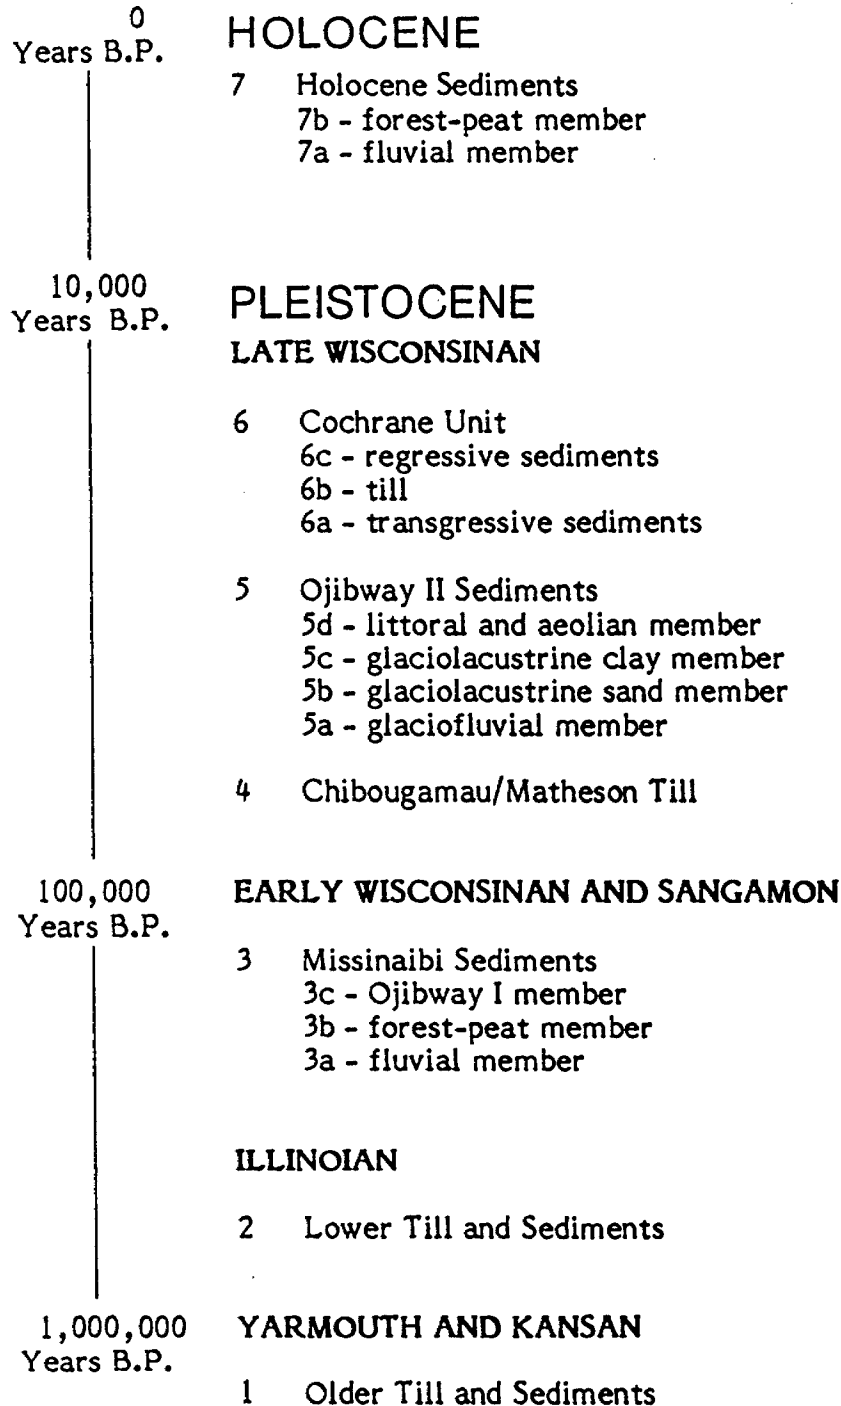 0
Years B.P.
HOLOCENE
7 Holocene Sediments
7b - forest-peat member
7a - fluvial member
10,000
Years B.P.
PLEISTOCENE
LATE WISCONSINAN
6 Cochrane Unit
6c - regressive sediments
6b - till
6a - transgressive sediments
5 Ojibway II Sediments
5d - littoral and aeolian member
5c - glaciolacustrine clay member
5b - glaciolacustrine sand member
5a - glaciofluvial member
4 Chibougamau/Matheson Till
100,000
Years B.P.
EARLY WISCONSINAN AND SANGAMON
3 Missinaibi Sediments
3c - Ojibway I member
3b - forest-peat member
3a - fluvial member
ILLINOIAN
2 Lower Till and Sediments
1,000,000
Years B.P.
YARMOUTH AND KANSAN
1 Older Till and Sediments